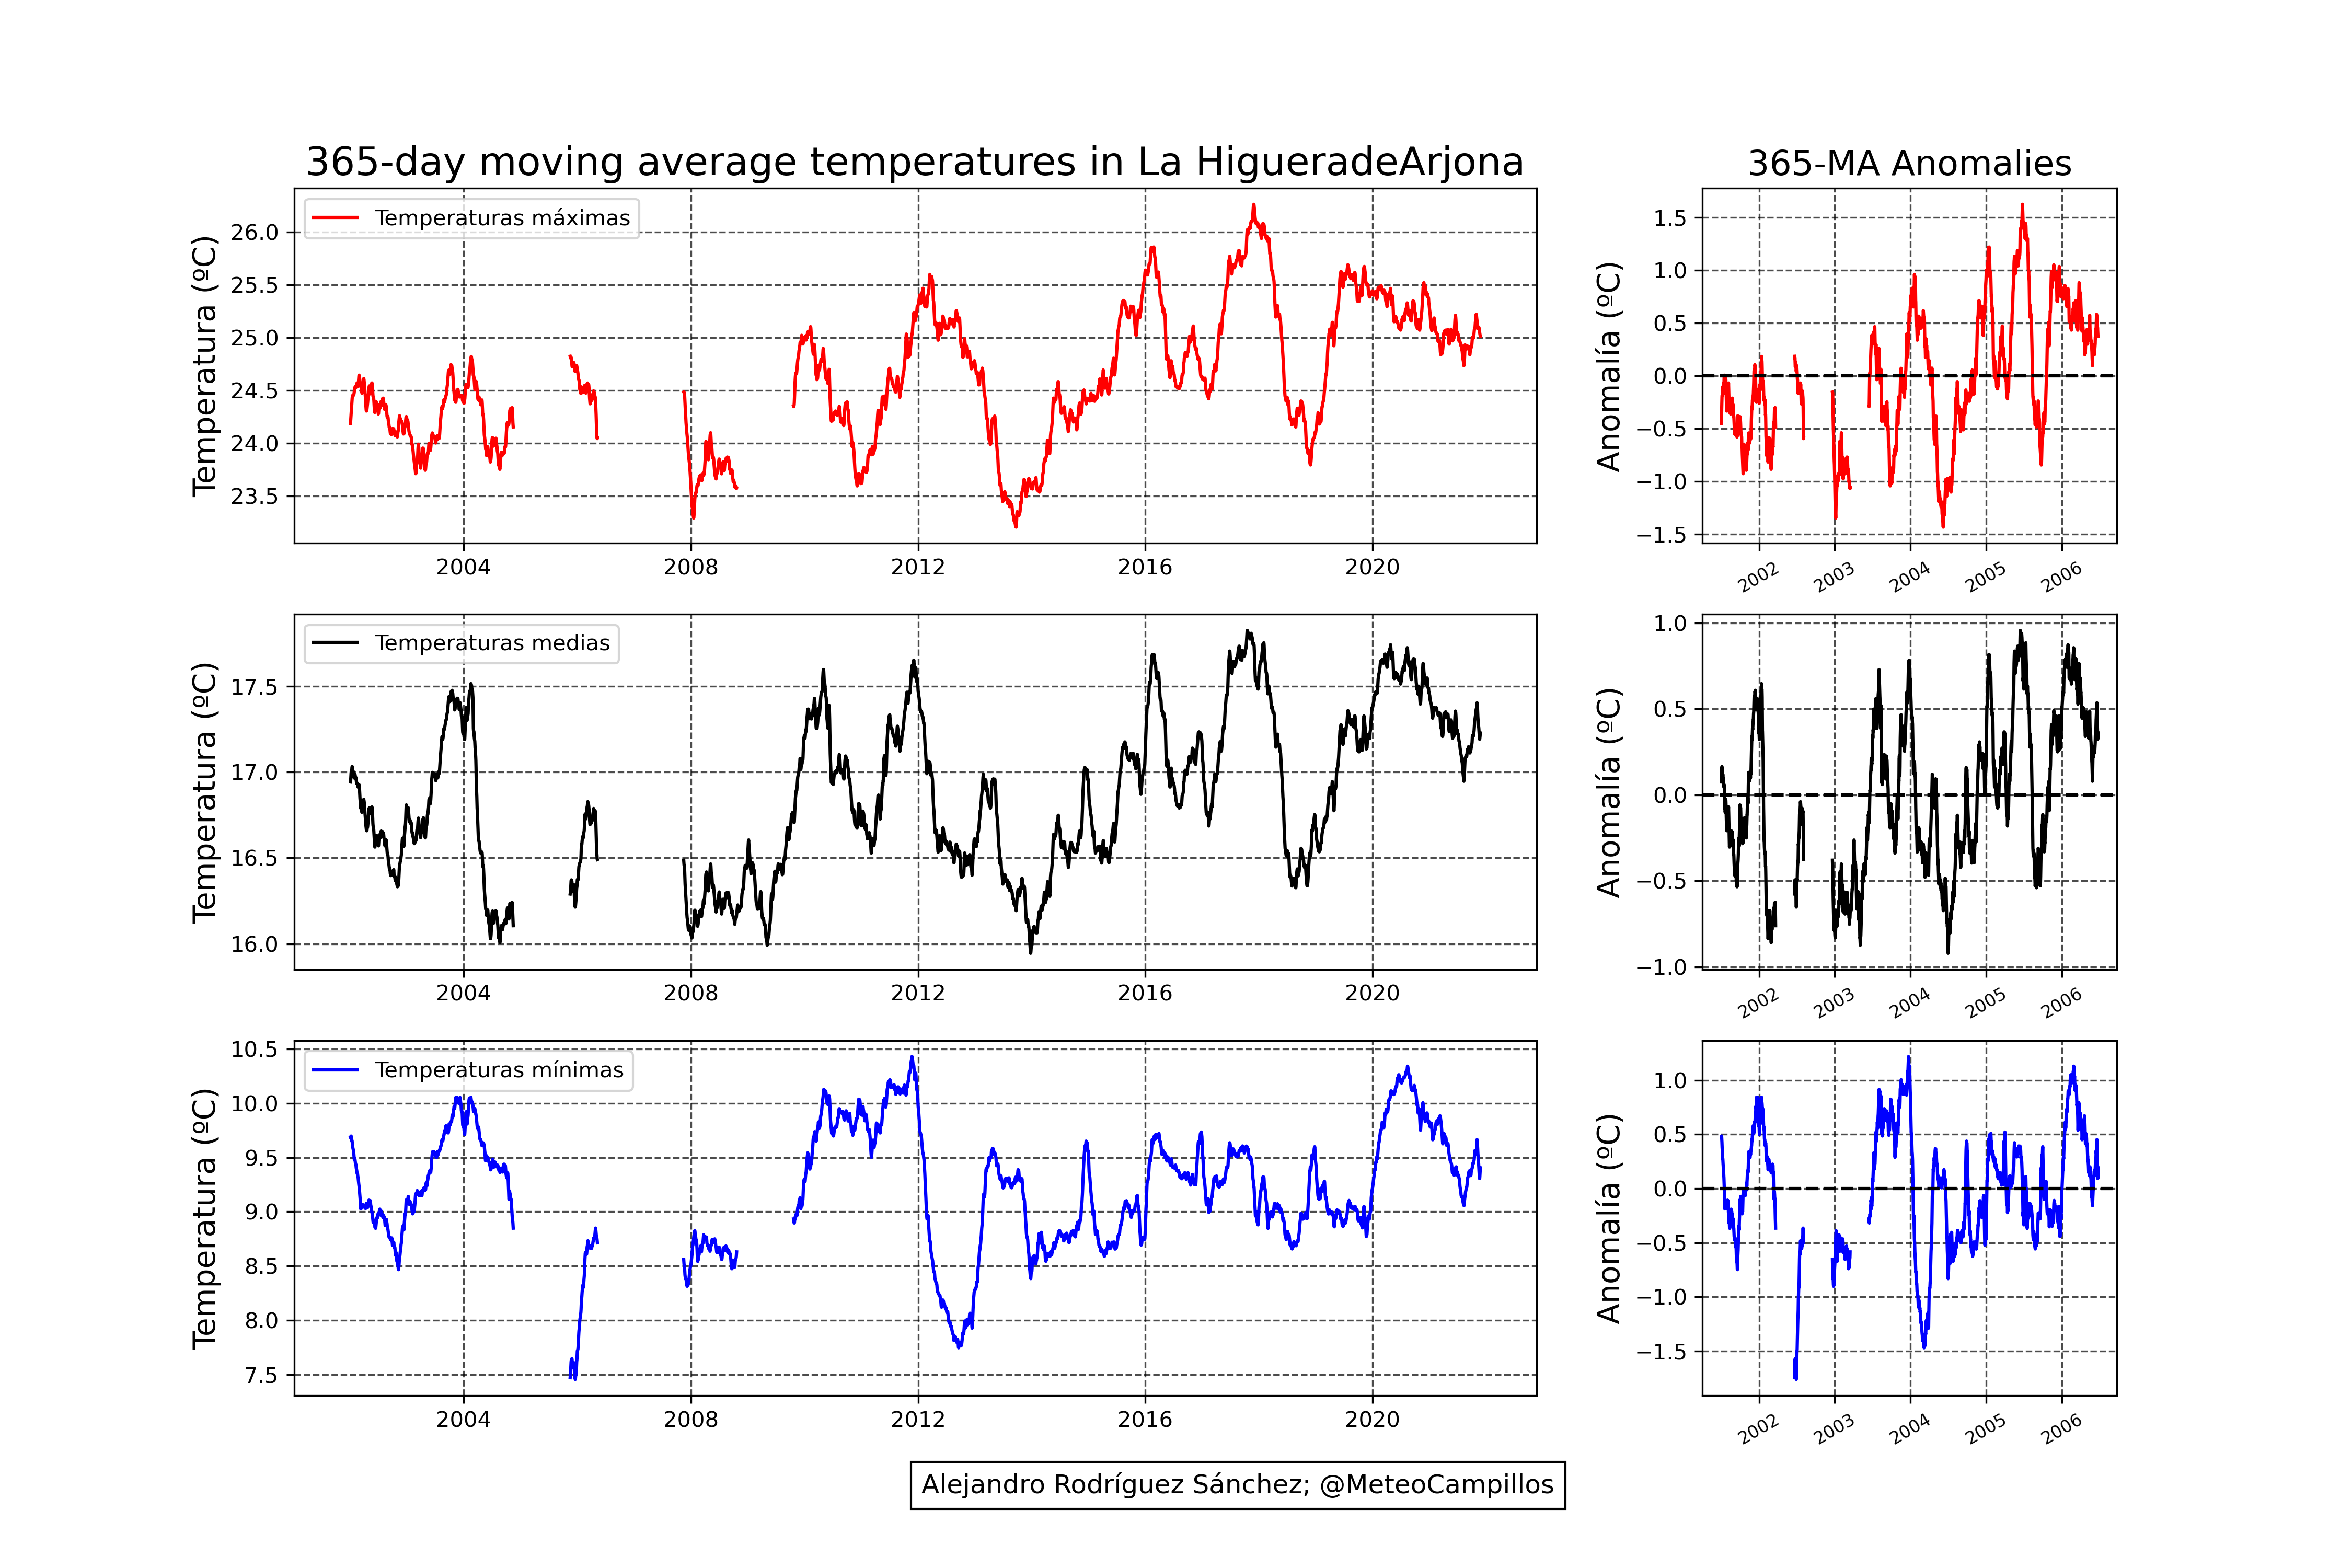 365-day moving average temperatures in La HigueradeArjona
365-MA Anomalies
Temperatura (ºC)
26.0
25.5
25.0
24.5
24.0
23.5
Temperaturas máximas
2004 2008 2012 2016 2020
Anomalía (ºC)
1.5
1.0
0.5
0.0
−0.5
−1.0
−1.5
2002 2003 2004 2005 2006
Temperatura (ºC)
17.5
17.0
16.5
16.0
Temperaturas medias
2004 2008 2012 2016 2020
Anomalía (ºC)
1.0
0.5
0.0
−0.5
−1.0
2002 2003 2004 2005 2006
Temperatura (ºC)
10.5
10.0
9.5
9.0
8.5
8.0
7.5
Temperaturas mínimas
2004 2008 2012 2016 2020
Anomalía (ºC)
1.0
0.5
0.0
−0.5
−1.0
−1.5
2002 2003 2004 2005 2006
Alejandro Rodríguez Sánchez; @MeteoCampillos